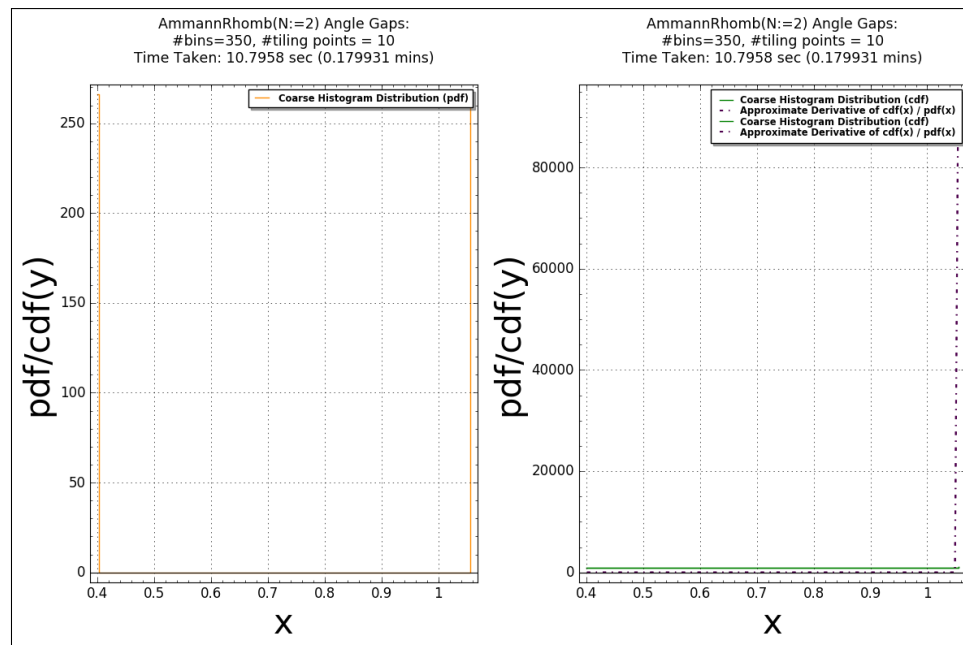 AmmannRhomb(N:=2) Angle Gaps:
#bins=350, #tiling points = 10
Time Taken: 10.7958 sec (0.179931 mins)
Coarse Histogram Distribution (pdf)
250
200
150
100
50
0
pdf/cdf(y)
0.4 0.5 0.6 0.7 0.8 0.9 1
x
AmmannRhomb(N:=2) Angle Gaps:
#bins=350, #tiling points = 10
Time Taken: 10.7958 sec (0.179931 mins)
Coarse Histogram Distribution (cdf)
Approximate Derivative of cdf(x) / pdf(x)
Coarse Histogram Distribution (cdf)
Approximate Derivative of cdf(x) / pdf(x)
80000
60000
40000
20000
0
pdf/cdf(y)
0.4 0.5 0.6 0.7 0.8 0.9 1
x